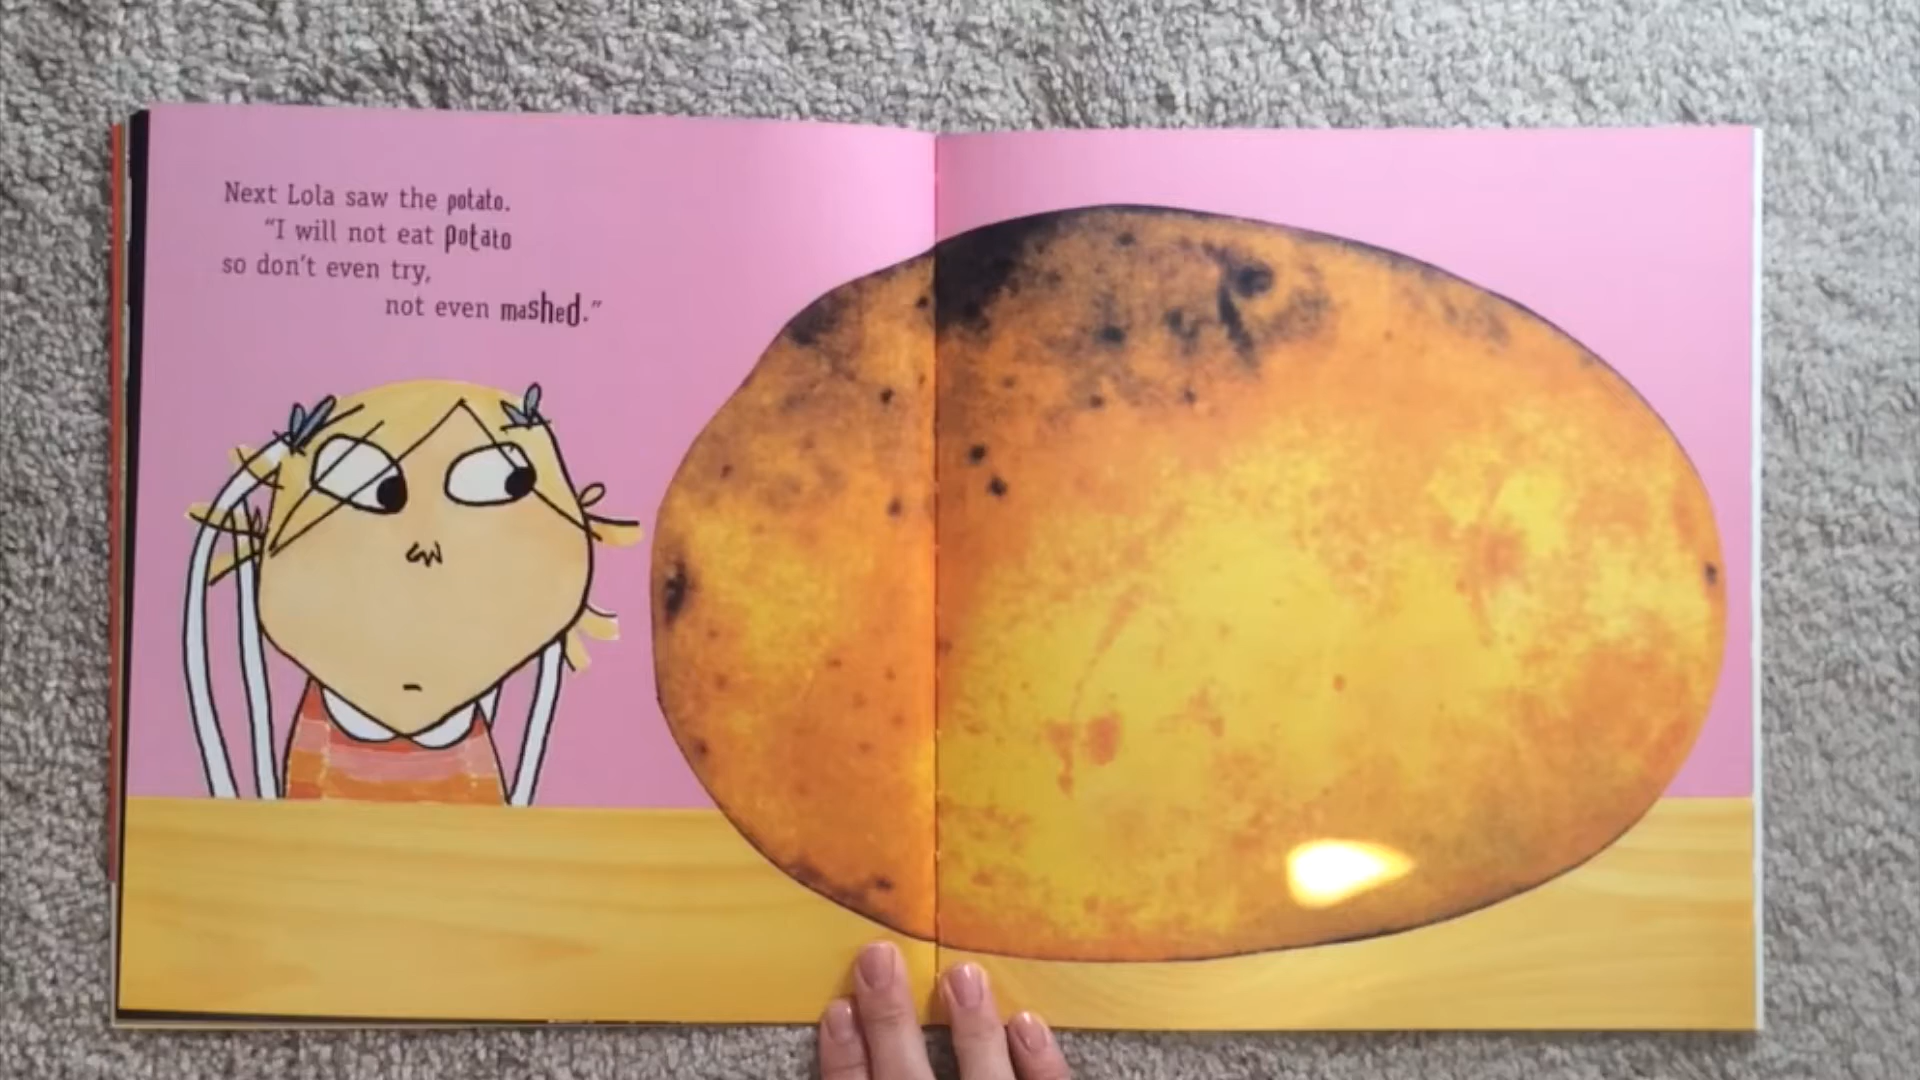 Next Lola saw the potato.
“I will not eat potato
so don't even try,
not even mashed.”